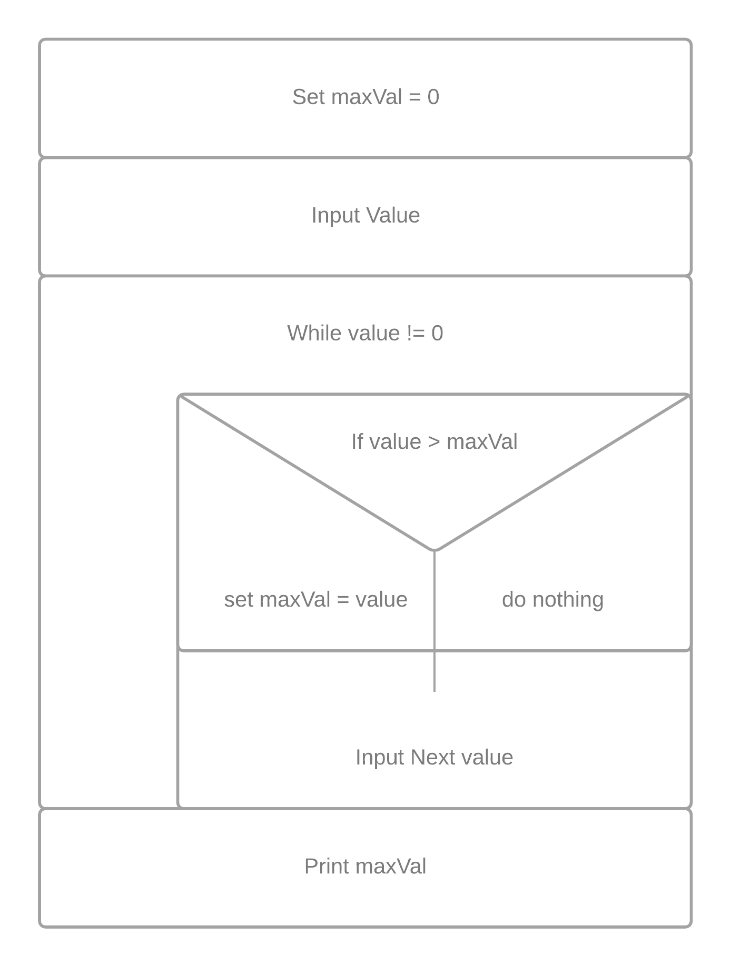 Set maxVal = 0
Input Value
While value != 0
If value > maxVal
set maxVal = value
do nothing
Input Next value
Print maxVal